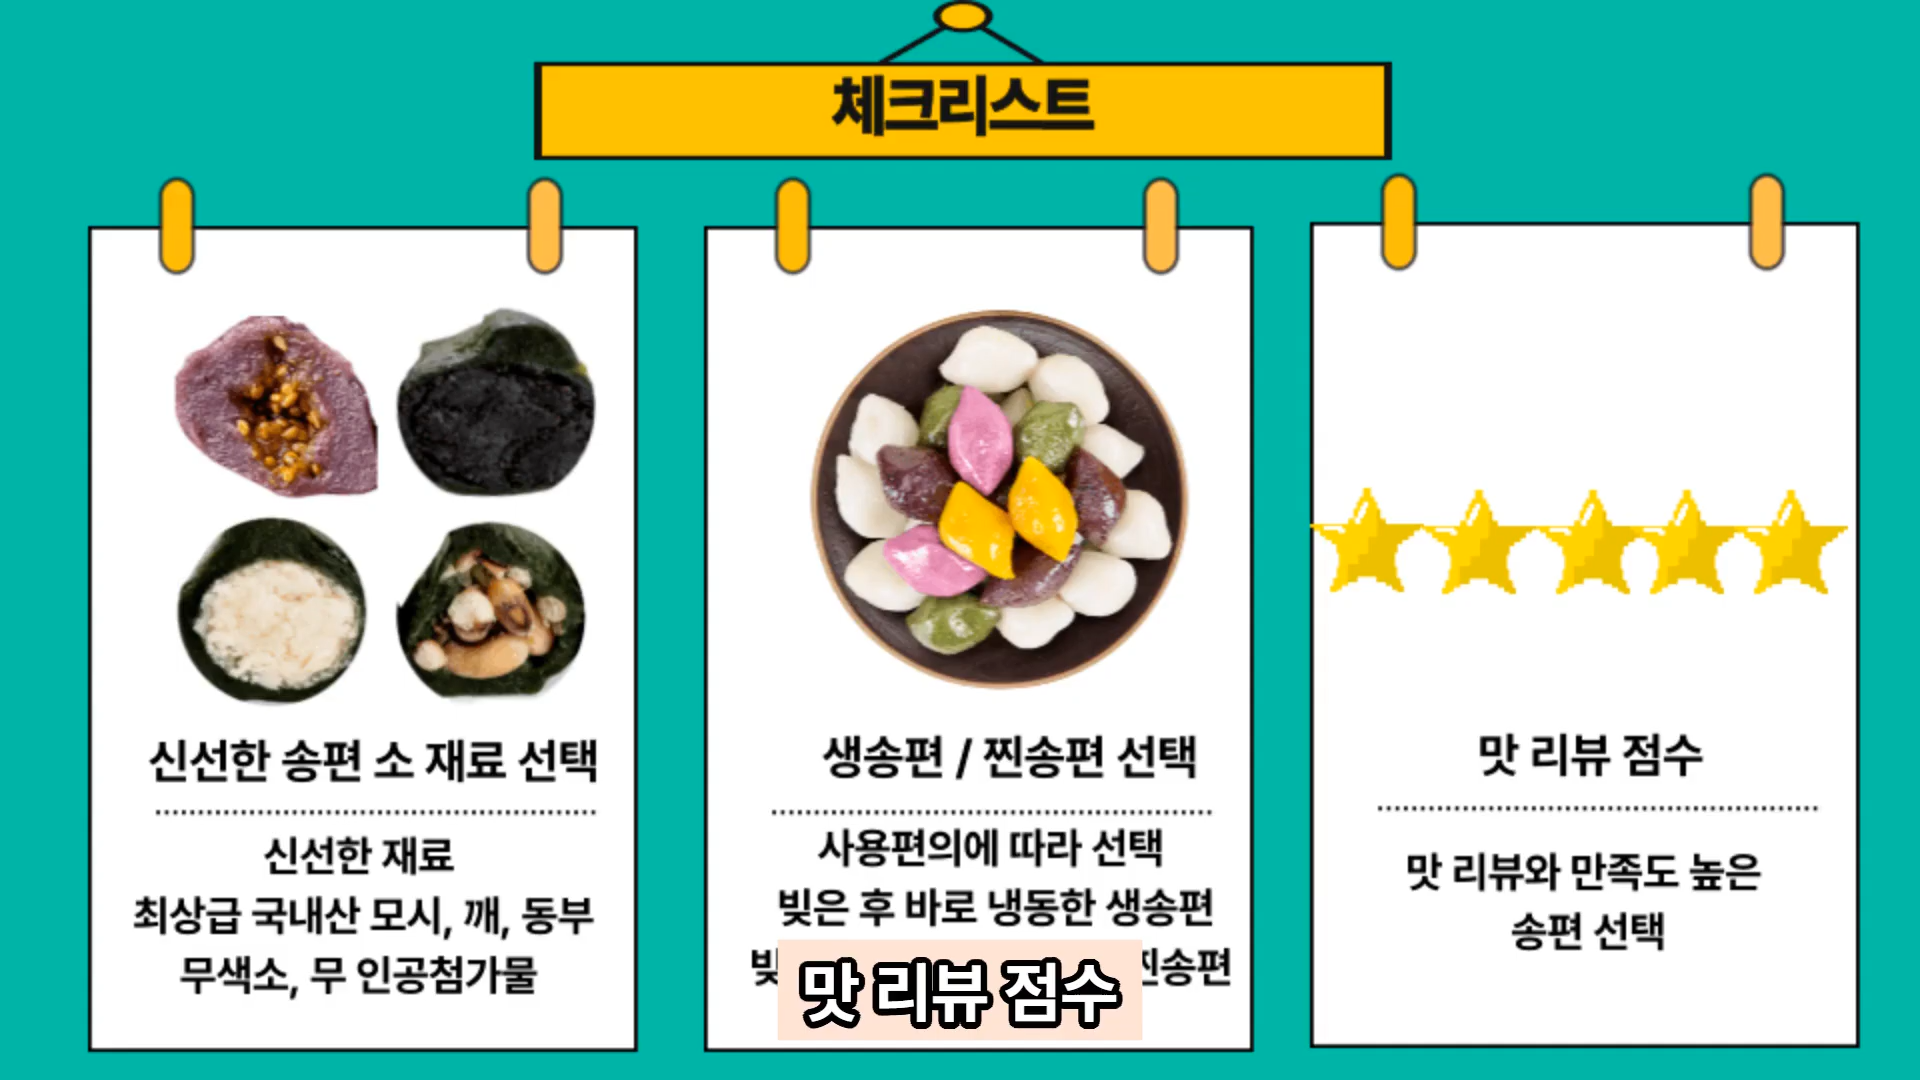 체크리스트
신선한 송편 소 재료 선택
신선한 재료
최상급 국내산 모시, 깨, 동부
무색소, 무 인공첨가물
생송편 / 찐송편 선택
사용편의에 따라 선택
빚은 후 바로 냉동한 생송편
찐송편
맛 리뷰 점수
맛 리뷰와 만족도 높은
송편 선택
맛 리뷰 점수